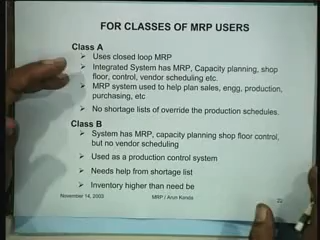 FOR CLASSES OF MRP USERS
Class A
Uses closed loop MRP
Integrated System has MRP, Capacity planning, shop
floor, control, vendor scheduling etc.
MRP system used to help plan sales, engg, production,
purchasing, etc
No shortage lists of override the production schedules.
Class B
System has MRP, capacity planning shop floor control,
but no vendor scheduling
Used as a production control system
Needs help from shortage list
Inventory higher than need be
November 14, 2003
MRP / Arun Kanda